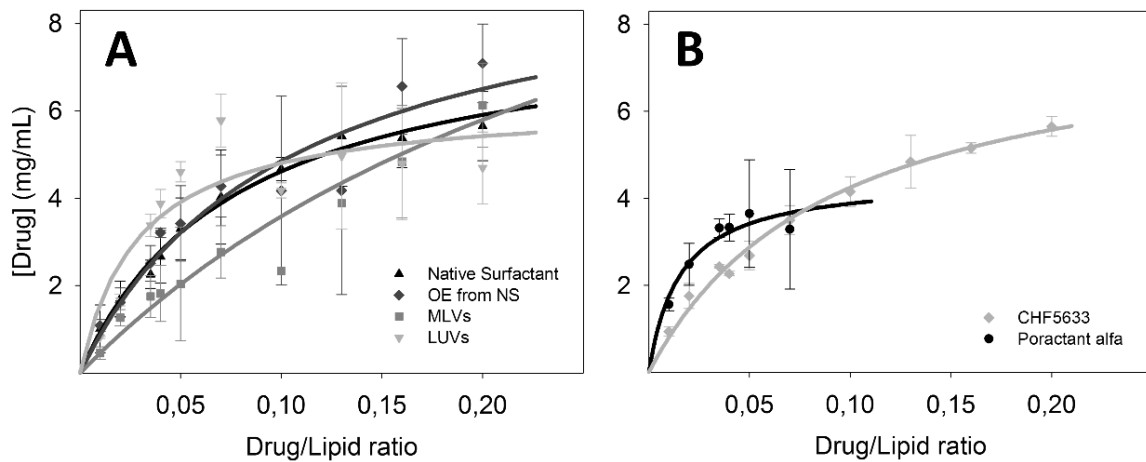 A
B
[Drug] (mg/mL)
8
6
4
2
0,05 0,10 0,15 0,20
Drug/Lipid ratio
Native Surfactant
OE from NS
MLVs
LUVs
8
6
4
2
0,05 0,10 0,15 0,20
Drug/Lipid ratio
CHF5633
Poractant alfa